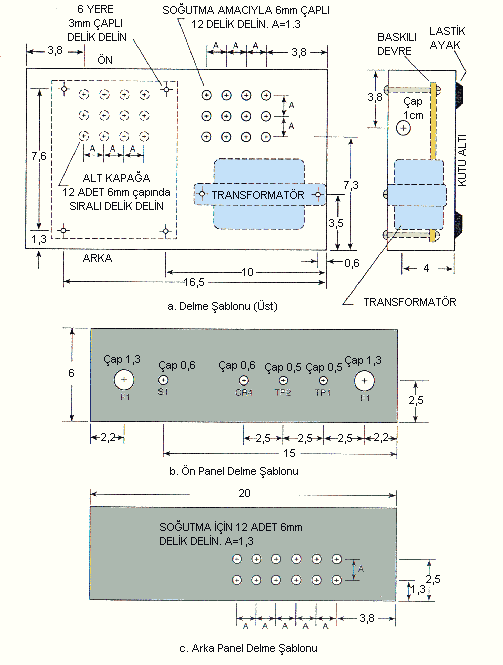 6 YERE
3mm ÇAPLI
DELİK DELİN
SOĞUTMA AMACIYLA 6mm ÇAPLI
12 DELİK DELİN. A=1.3
BASKILI
DEVRE
LASTİK
AYAK
3,8
ÖN
A
A
A
3,8
A
A
3,8
Çap
1cm
7,6
A
A
A
ALT KAPAĞA
12 ADET 6mm çapında
SIRALI DELİK DELİN
TRANSFORMATÖR
7,3
3,5
KUTU ALTI
1,3
ARKA
10
0,6
16,5
4
TRANSFORMATÖR
a. Delme Şablonu (Üst)
6
Çap 1,3
Çap 0,6
Çap 0,6
Çap 0,5
Çap 0,5
Çap 1,3
S1
TP1
2,5
2,2
2,5
2,5
2,5
2,2
15
b. Ön Panel Delme Şablonu
20
SOĞUTMA İÇİN 12 ADET 6mm
DELİK DELİN. A=1,3
A
2,5
1,3
A
A
A
A
A
3,8
c. Arka Panel Delme Şablonu